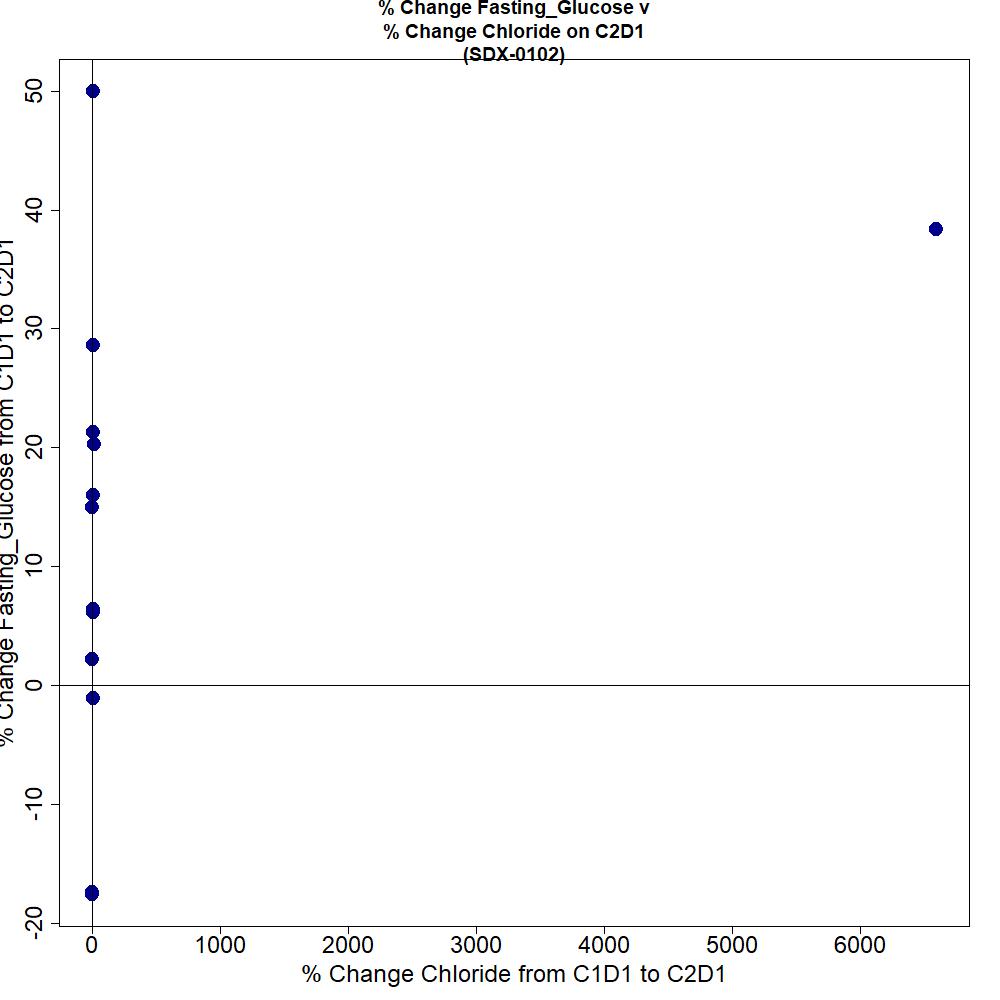 % Change Fasting_Glucose v
% Change Chloride on C2D1
(SDX-0102)
% Change Fasting_Glucose from C1D1 to C2D1
50
40
30
20
10
0
-10
-20
0 1000 2000 3000 4000 5000 6000
% Change Chloride from C1D1 to C2D1